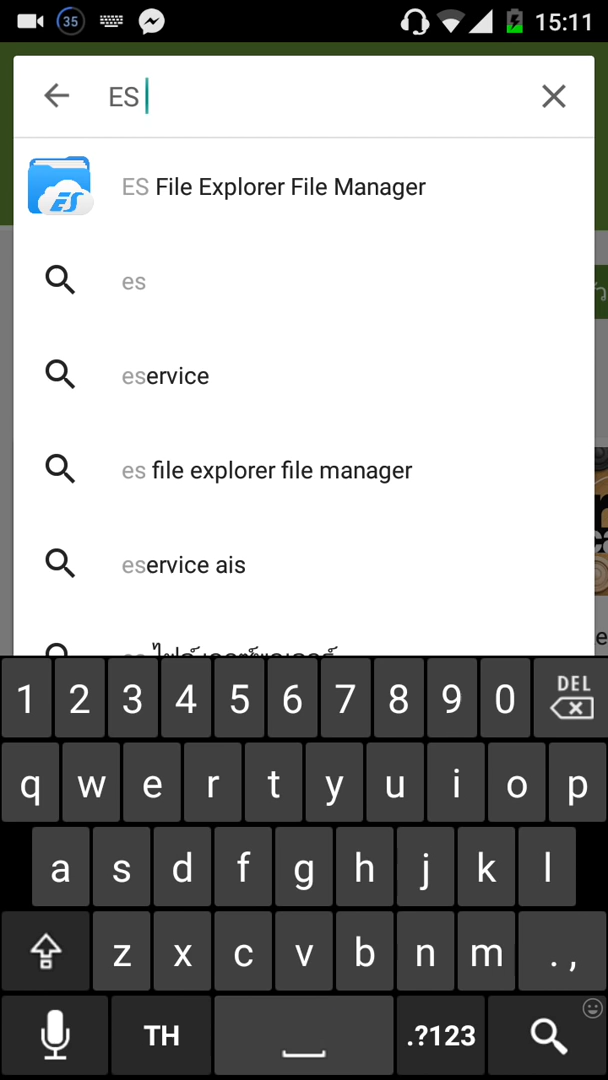 35
15:11
ES
ES File Explorer File Manager
es
eservice
es file explorer file manager
eservice ais
1 2 3 4 5 6 7 8 9 0 DEL
q w e r t y u i o p
a s d f g h j k l
z x c v b n m . ,
TH .?123